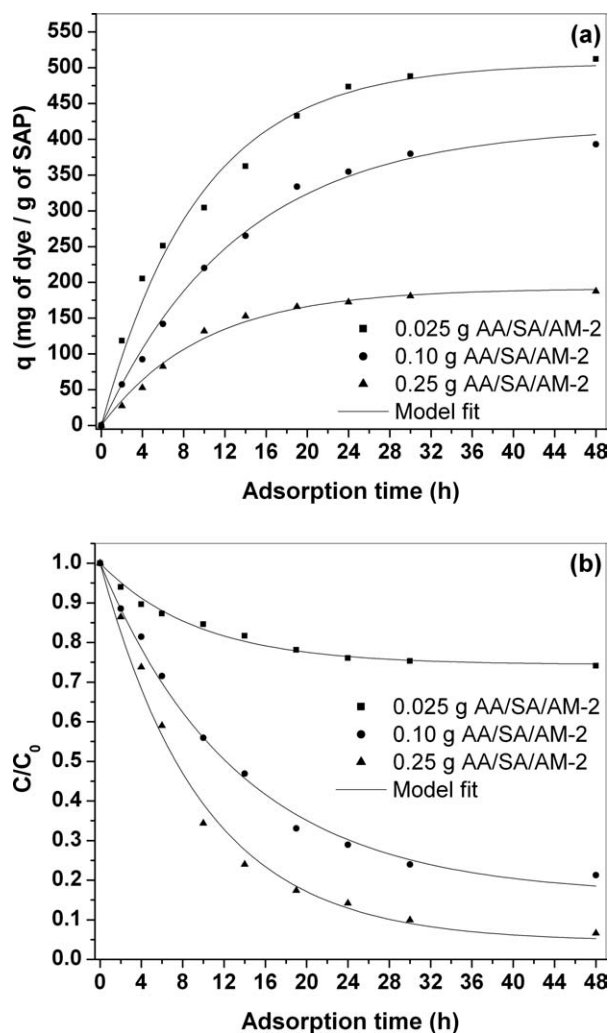 (a)
550
500
450
400
350
300
250
200
150
100
50
0
q (mg of dye / g of SAP)
0.025 g AA/SA/AM-2
0.10 g AA/SA/AM-2
0.25 g AA/SA/AM-2
Model fit
0 4 8 12 16 20 24 28 32 36 40 44 48
Adsorption time (h)
(b)
1.0
0.9
0.8
0.7
0.6
0.5
0.4
0.3
0.2
0.1
0.0
C/C₀
0.025 g AA/SA/AM-2
0.10 g AA/SA/AM-2
0.25 g AA/SA/AM-2
Model fit
0 4 8 12 16 20 24 28 32 36 40 44 48
Adsorption time (h)